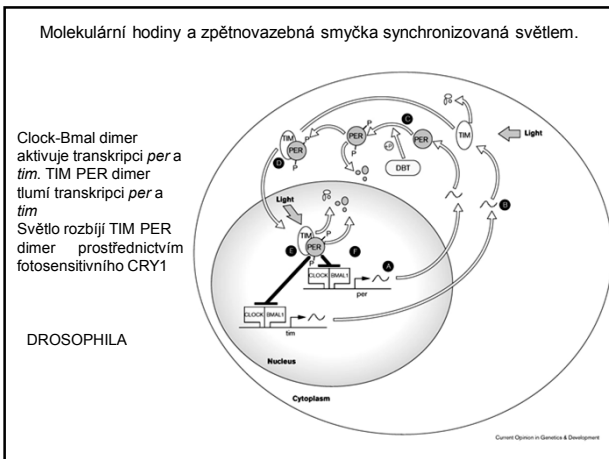 Molekulární hodiny a zpětnovazebná smyčka synchronizovaná světlem.
Clock-Bmal dimer
aktivuje transkripci per a
tim. TIM PER dimer
tlumí transkripci per a
tim
Světlo rozbíjí TIM PER
dimer prostřednictvím
fotosensitivního CRY1
DROSOPHILA
P
C
TIM
Light
P
PER
PER
TIM
PER
P
P
DBT
D
B
Light
TIM
E
PER
F
P
A
CLOCK BMAL1
per
CLOCK BMAL1
tim
Nucleus
Cytoplasm
Current Opinion in Genetics & Development